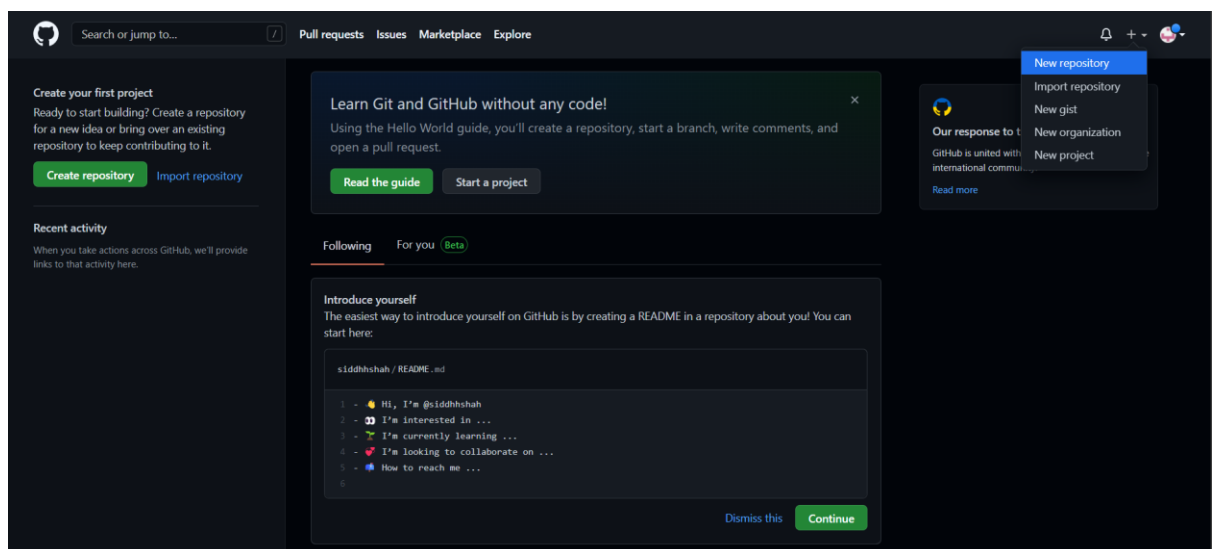 Search or jump to...
/
Pull requests Issues Marketplace Explore
New repository
Import repository
New gist
New organization
New project
Create your first project
Ready to start building? Create a repository
for a new idea or bring over an existing
repository to keep contributing to it.
Create repository Import repository
Recent activity
When you take actions across GitHub, we'll provide
links to that activity here.
Learn Git and GitHub without any code!
Using the Hello World guide, you'll create a repository, start a branch, write comments, and
open a pull request.
Read the guide Start a project
Following For you Beta
Introduce yourself
The easiest way to introduce yourself on GitHub is by creating a README in a repository about you! You can
start here:
siddhhshah/README.md
1 - 👋 Hi, I'm @siddhhshah
2 - 👀 I'm interested in ...
3 - 🌱 I'm currently learning ...
4 - 💞️ I'm looking to collaborate on ...
5 - 📫 How to reach me ...
6
Dismiss this Continue
Our response to
GitHub is united with
international
Read more